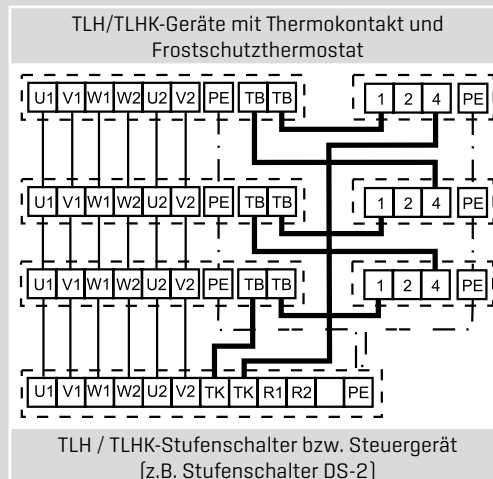 TLH/TLHK-Geräte mit Thermokontakt und
Frostschutzthermostat
U1 V1 W1 W2 U2 V2 PE TB TB 1 2 4 PE
U1 V1 W1 W2 U2 V2 PE TB TB 1 2 4 PE
U1 V1 W1 W2 U2 V2 PE TB TB 1 2 4 PE
U1 V1 W1 W2 U2 V2 TK TK R1 R2 PE
TLH / TLHK-Stufenschalter bzw. Steuergerät
(z.B. Stufenschalter DS-2)